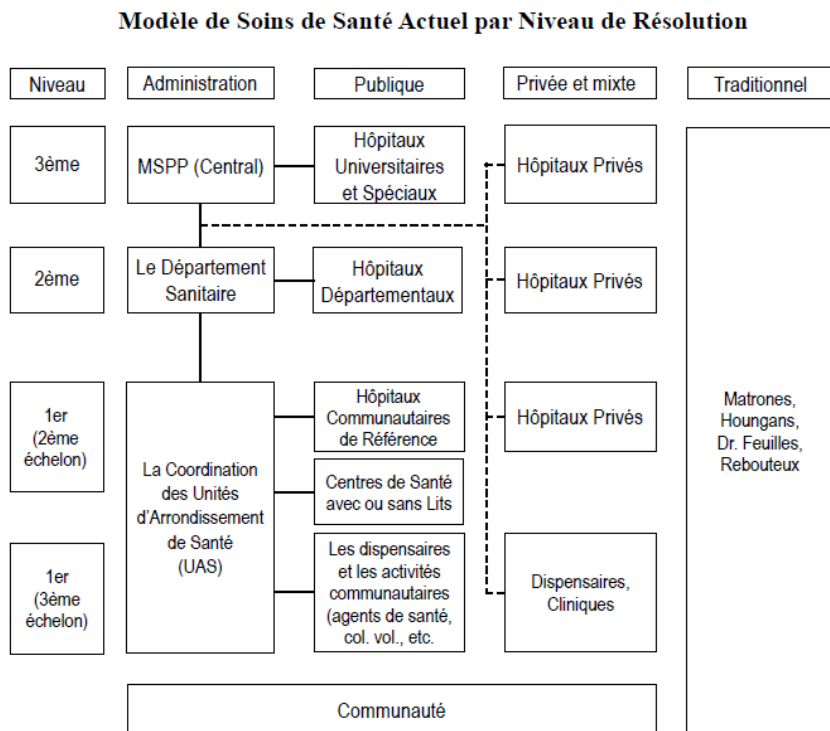 Modèle de Soins de Santé Actuel par Niveau de Résolution
Niveau
Administration
Publique
Privée et mixte
Traditionnel
3ème
MSPP (Central)
Hôpitaux
Universitaires
et Spéciaux
Hôpitaux Privés
2ème
Le Département
Sanitaire
Hôpitaux
Départementaux
Hôpitaux Privés
1er
(2ème
échelon)
La Coordination
des Unités
d'Arrondissement
de Santé
(UAS)
Hôpitaux
Communautaires
de Référence
Hôpitaux Privés
Centres de Santé
avec ou sans Lits
1er
(3ème
échelon)
Les dispensaires
et les activités
communautaires
(agents de santé,
col. vol., etc.
Dispensaires,
Cliniques
Matrones,
Houngans,
Dr. Feuilles,
Rebouteux
Communauté